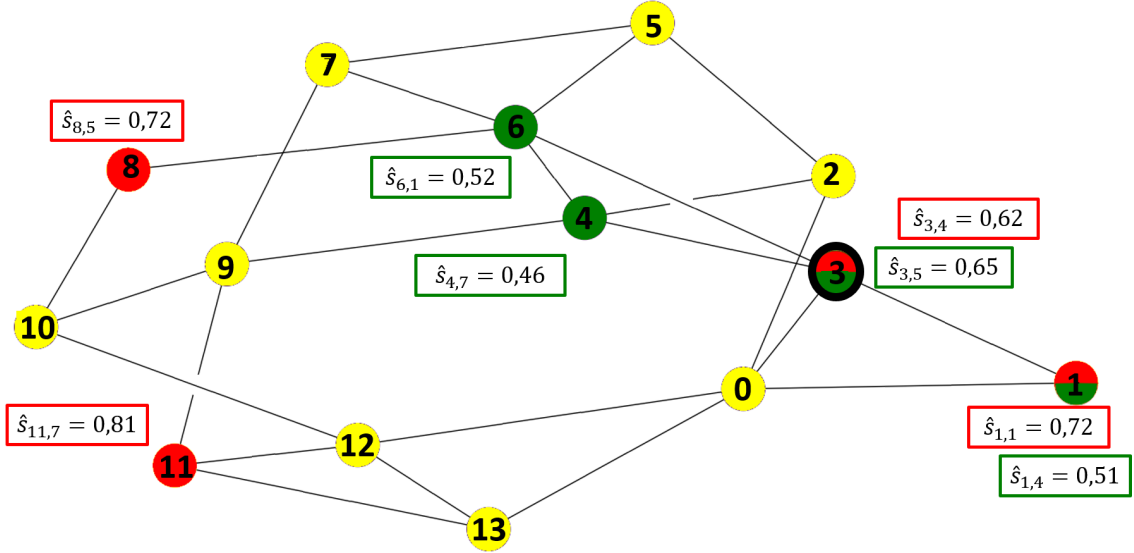 5
7
ŝ8,5 = 0,72
6
8
ŝ6,1 = 0,52
2
4
ŝ3,4 = 0,62
9
3
ŝ3,5 = 0,65
ŝ4,7 = 0,46
10
0
1
ŝ11,7 = 0,81
12
ŝ1,1 = 0,72
11
ŝ1,4 = 0,51
13